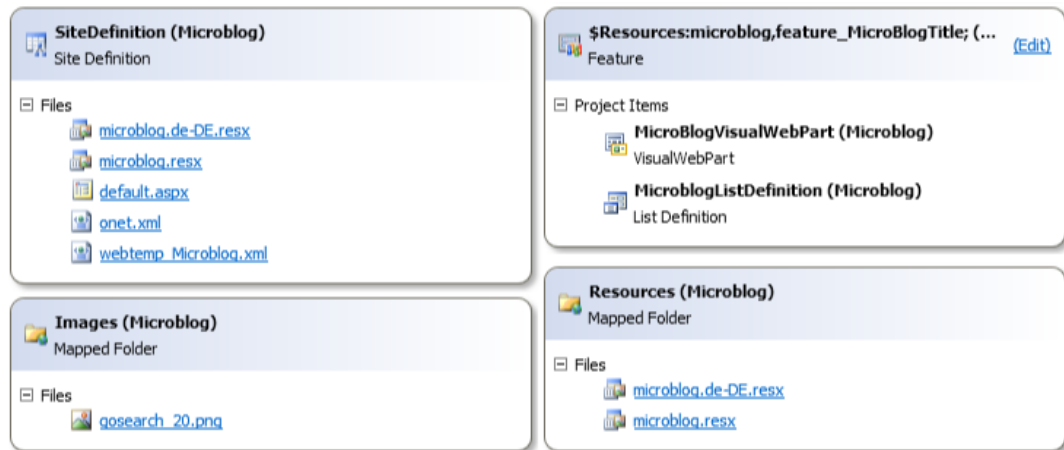 SiteDefinition (Microblog)
Site Definition
Files
microblog.de-DE.resx
microblog.resx
default.aspx
onet.xml
webtemp_Microblog.xml
Images (Microblog)
Mapped Folder
Files
gosearch_20.png
$Resources:microblog,feature_MicroBlogTitle; (...
(Edit)
Feature
Project Items
MicroBlogVisualWebPart (Microblog)
VisualWebPart
MicroblogListDefinition (Microblog)
List Definition
Resources (Microblog)
Mapped Folder
Files
microblog.de-DE.resx
microblog.resx